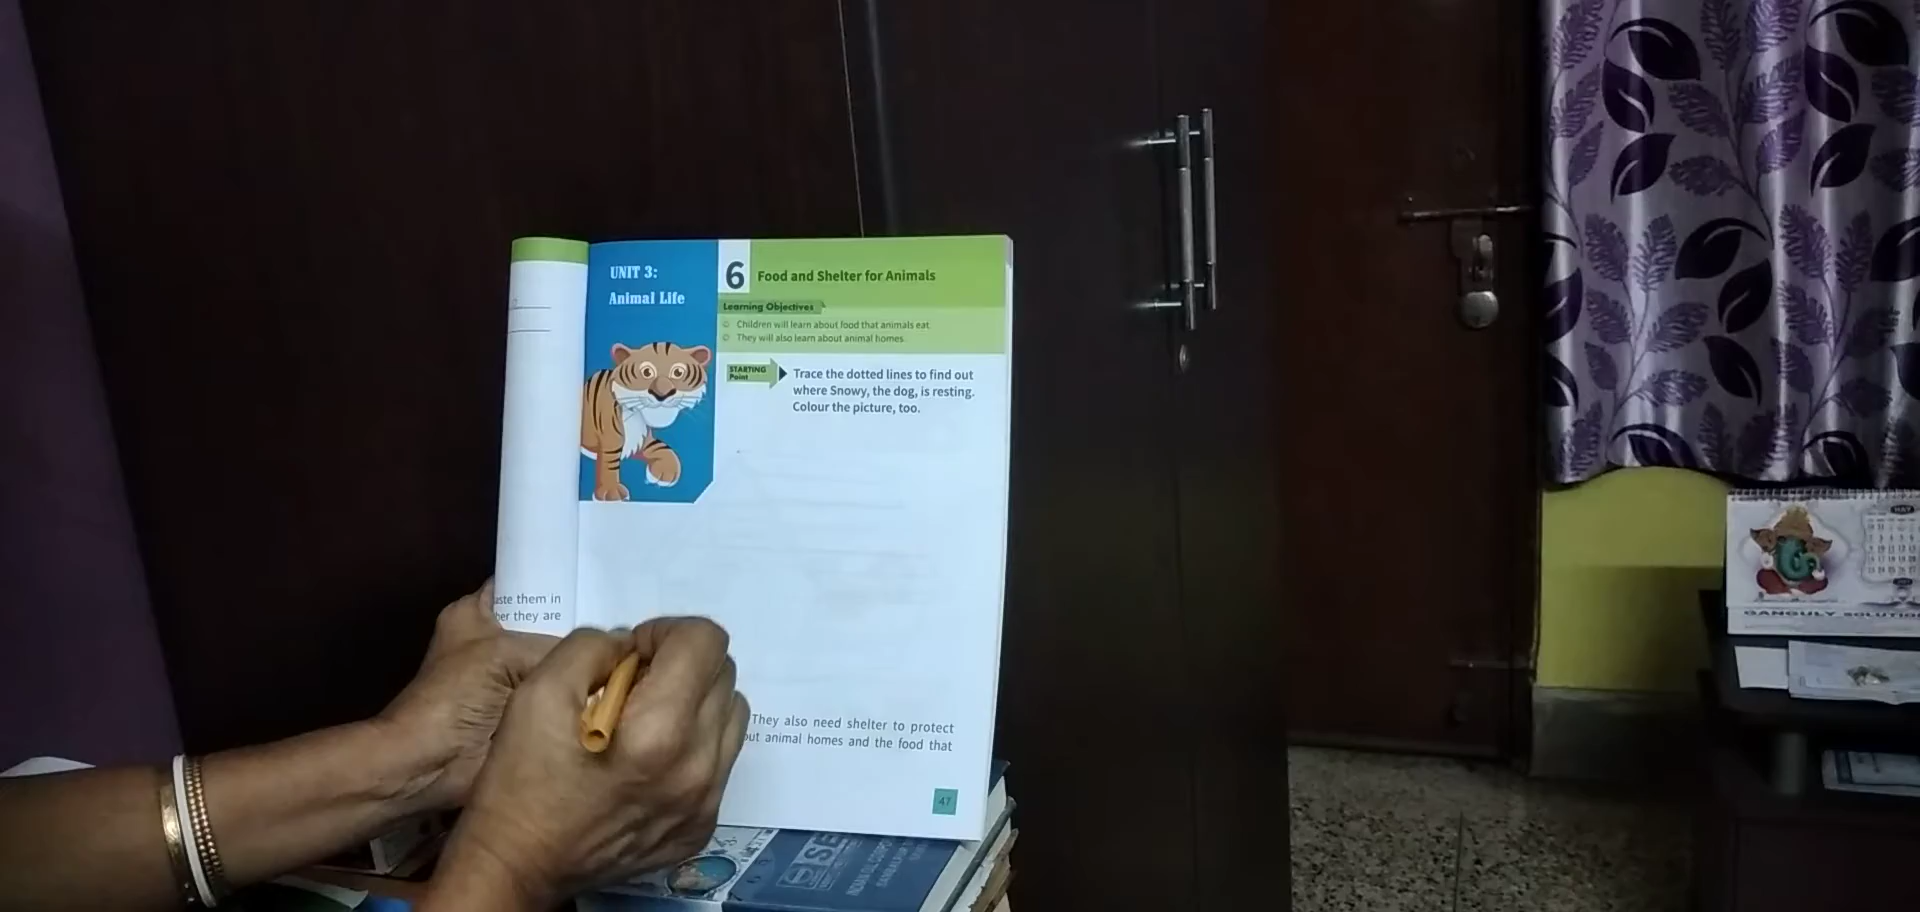 UNIT 3:
Animal Life
6
Food and Shelter for Animals
Learning Objectives
Children will learn about food that animals eat.
They will also learn about animal homes.
STARTING
Point
Trace the dotted lines to find out
where Snowy, the dog, is resting.
Colour the picture, too.
them in
they are
They also need shelter to protect
animal homes and the food that
47
MAY
GANGULY